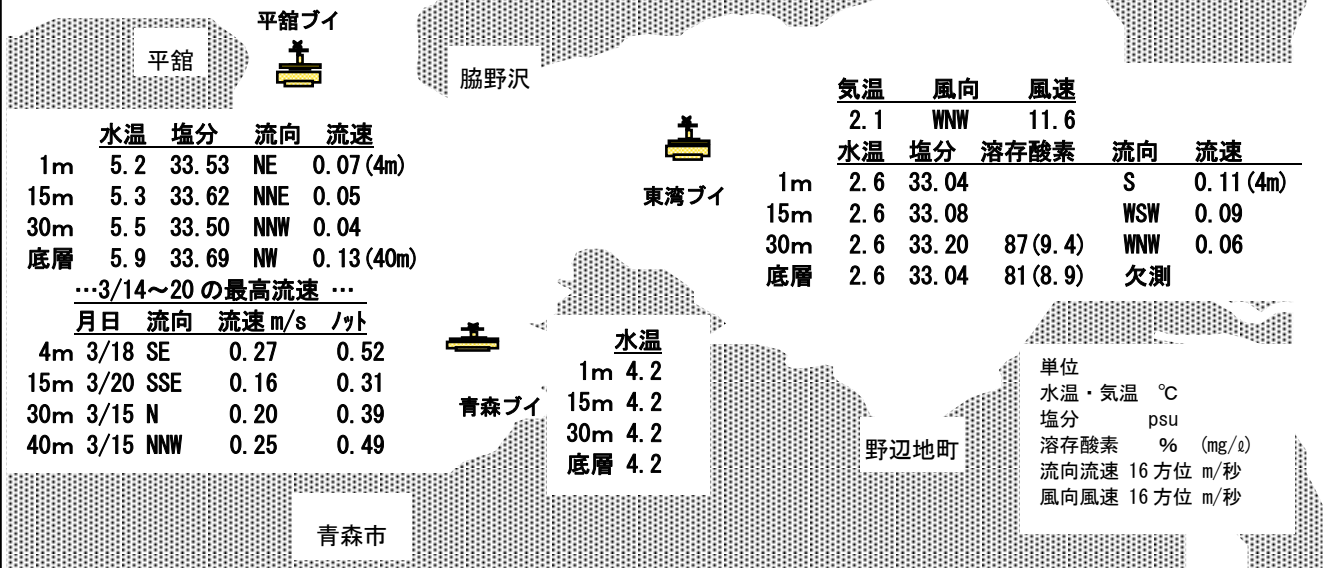 平舘ブイ
平舘
脇野沢
水温 塩分 流向 流速
1m 5.2 33.53 NE 0.07(4m)
15m 5.3 33.62 NNE 0.05
30m 5.5 33.50 NNW 0.04
底層 5.9 33.69 NW 0.13(40m)
…3/14～20の最高流速…
月日 流向 流速m/s ノット
4m 3/18 SE 0.27 0.52
15m 3/20 SSE 0.16 0.31
30m 3/15 N 0.20 0.39
40m 3/15 NNW 0.25 0.49
東湾ブイ
気温 風向 風速
2.1 WNW 11.6
水温 塩分 溶存酸素 流向 流速
1m 2.6 33.04 S 0.11(4m)
15m 2.6 33.08 WSW 0.09
30m 2.6 33.20 87(9.4) WNW 0.06
底層 2.6 33.04 81(8.9) 欠測
青森ブイ
水温
1m 4.2
15m 4.2
30m 4.2
底層 4.2
野辺地町
青森市
単位
水温・気温 ℃
塩分 psu
溶存酸素 % (mg/ℓ)
流向流速 16方位 m/秒
風向風速 16方位 m/秒